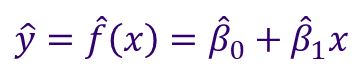 ŷ = f̂(x) = β̂₀ + β̂₁x